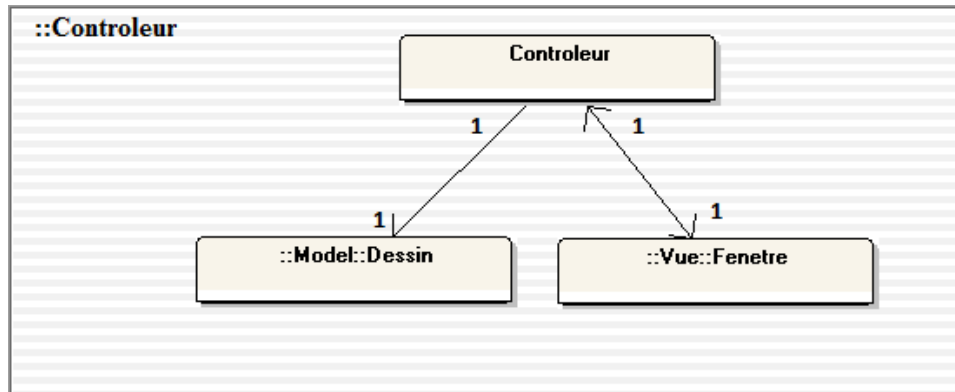 ::Controleur
Controleur
1
1
1
1
::Model::Dessin
::Vue::Fenetre